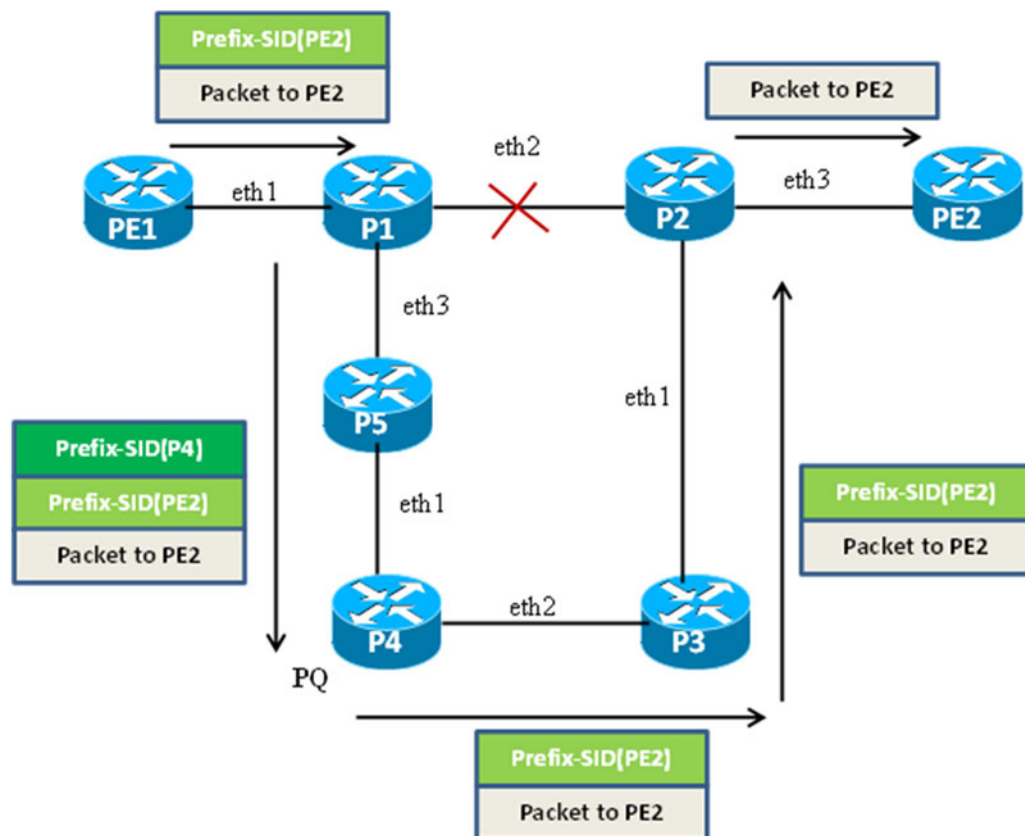 Prefix-SID(PE2)
Packet to PE2
Packet to PE2
eth2
eth1
eth3
PE1
P1
P2
PE2
eth3
P5
eth1
Prefix-SID(P4)
Prefix-SID(PE2)
Packet to PE2
eth1
Prefix-SID(PE2)
Packet to PE2
eth2
P4
P3
PQ
Prefix-SID(PE2)
Packet to PE2